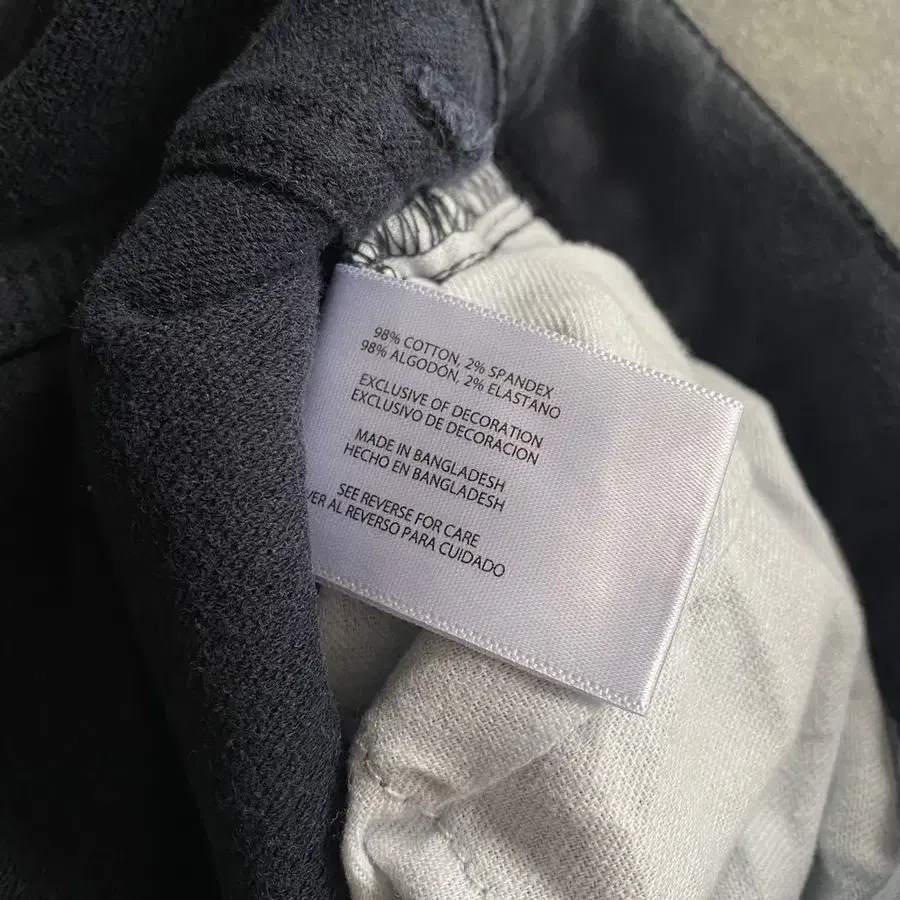 98% COTTON, 2% SPANDEX
98% ALGODÓN, 2% ELASTANO
EXCLUSIVE OF DECORATION
EXCLUSIVO DE DECORACION
MADE IN BANGLADESH
HECHO EN BANGLADESH
SEE REVERSE FOR CARE
VER AL REVERSO PARA CUIDADO